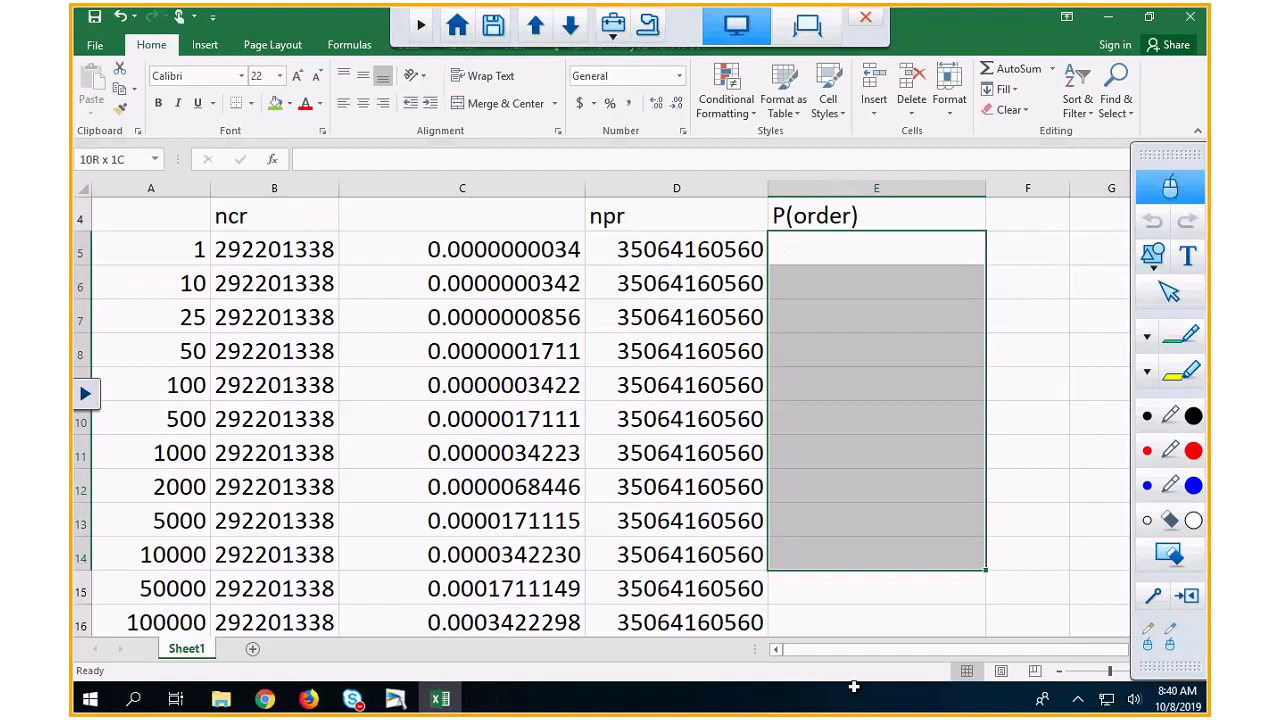 File Home Insert Page Layout Formulas Sign in Share
Paste
Calibri 22
B I U A
Wrap Text
Merge & Center
General
$ % ,
Conditional Formatting
Format as Table
Cell Styles
Insert Delete Format
AutoSum
Fill
Clear
Sort & Filter
Find & Select
Clipboard Font Alignment Number Styles Cells Editing
10R x 1C fx
A B C D E F G
4 ncr npr P(order)
5 1 292201338 0.0000000034 35064160560
6 10 292201338 0.0000000342 35064160560
7 25 292201338 0.0000000856 35064160560
8 50 292201338 0.0000001711 35064160560
100 292201338 0.0000003422 35064160560
10 500 292201338 0.0000017111 35064160560
11 1000 292201338 0.0000034223 35064160560
12 2000 292201338 0.0000068446 35064160560
13 5000 292201338 0.0000171115 35064160560
14 10000 292201338 0.0000342230 35064160560
15 50000 292201338 0.0001711149 35064160560
16 100000 292201338 0.0003422298 35064160560
Sheet1
Ready
T
8:40 AM
10/8/2019